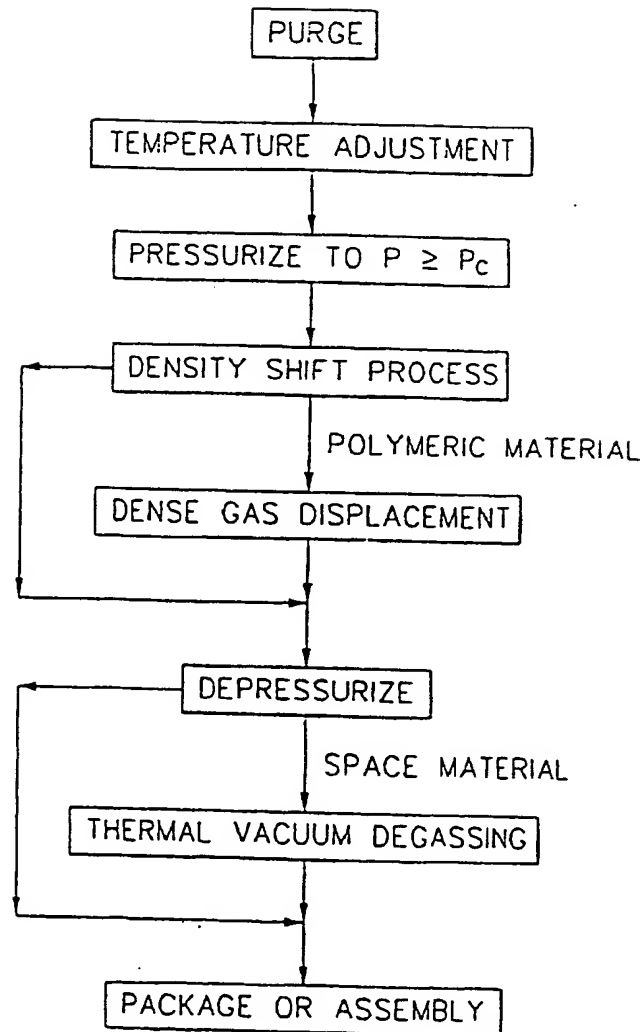 PURGE
TEMPERATURE ADJUSTMENT
PRESSURIZE TO P ≥ Pc
DENSITY SHIFT PROCESS
POLYMERIC MATERIAL
DENSE GAS DISPLACEMENT
DEPRESSURIZE
SPACE MATERIAL
THERMAL VACUUM DEGASSING
PACKAGE OR ASSEMBLY